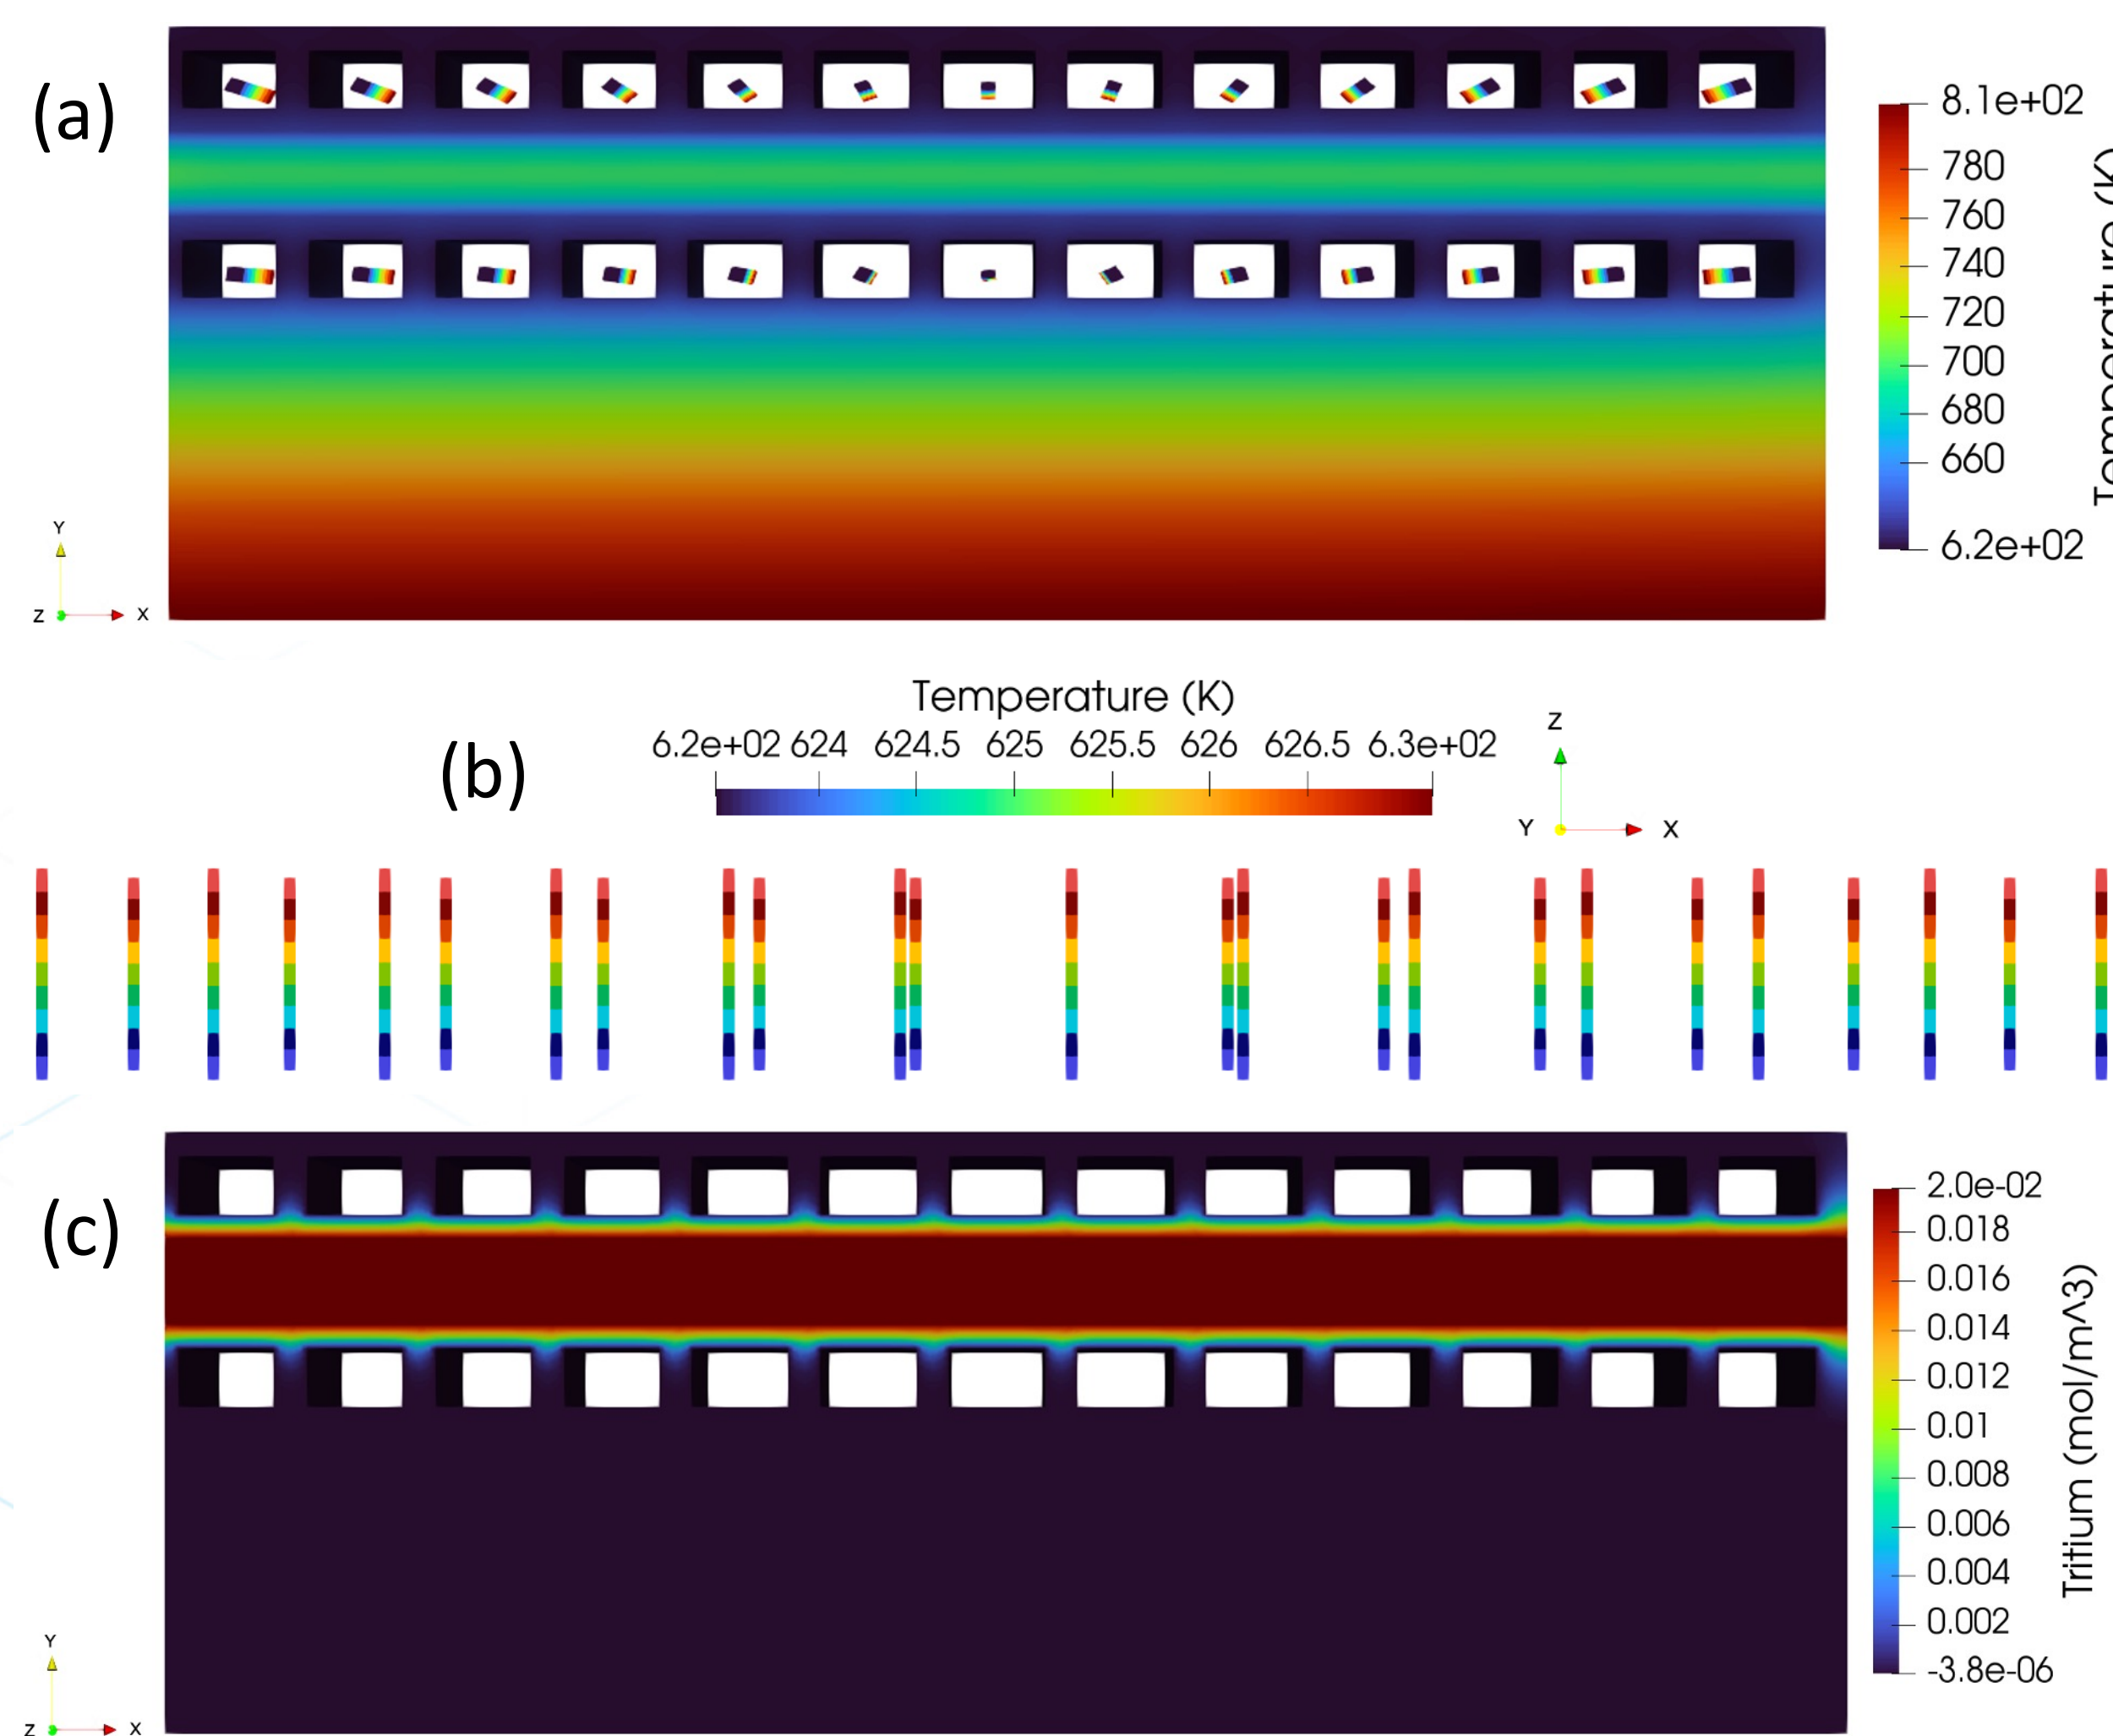 (a)
8.1e+02
780
760
740
720
700
680
660
6.2e+02
Temperature (K)
Y
Z X
Temperature (K)
6.2e+02 624 624.5 625 625.5 626 626.5 6.3e+02
(b)
Z
Y X
(c)
2.0e-02
0.018
0.016
0.014
0.012
0.01
0.008
0.006
0.004
0.002
-3.8e-06
Tritium (mol/m^3)
Y
Z X